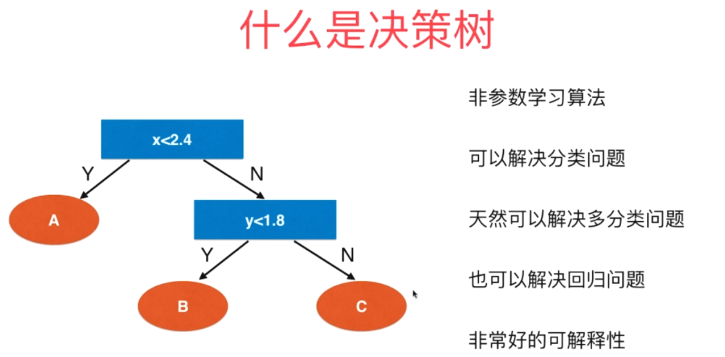 什么是决策树
x<2.4
Y
N
A
y<1.8
Y
N
B
C
非参数学习算法
可以解决分类问题
天然可以解决多分类问题
也可以解决回归问题
非常好的可解释性